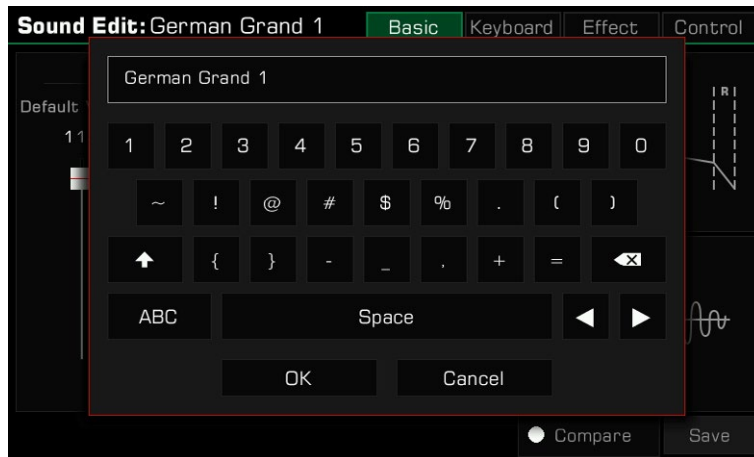 Sound Edit: German Grand 1 Basic Keyboard Effect Control
German Grand 1
Default
R
11
1 2 3 4 5 6 7 8 9 0
~ ! @ # $ % . ( )
{ } - _ , + =
ABC Space
OK Cancel
Compare Save